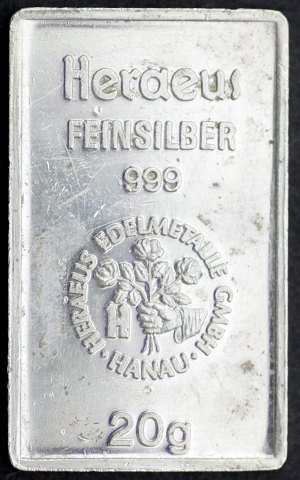 Heraeus
FEINSILBER
999
HERAEUS EDELMETALLE GMBH
· HANAU ·
H
20g